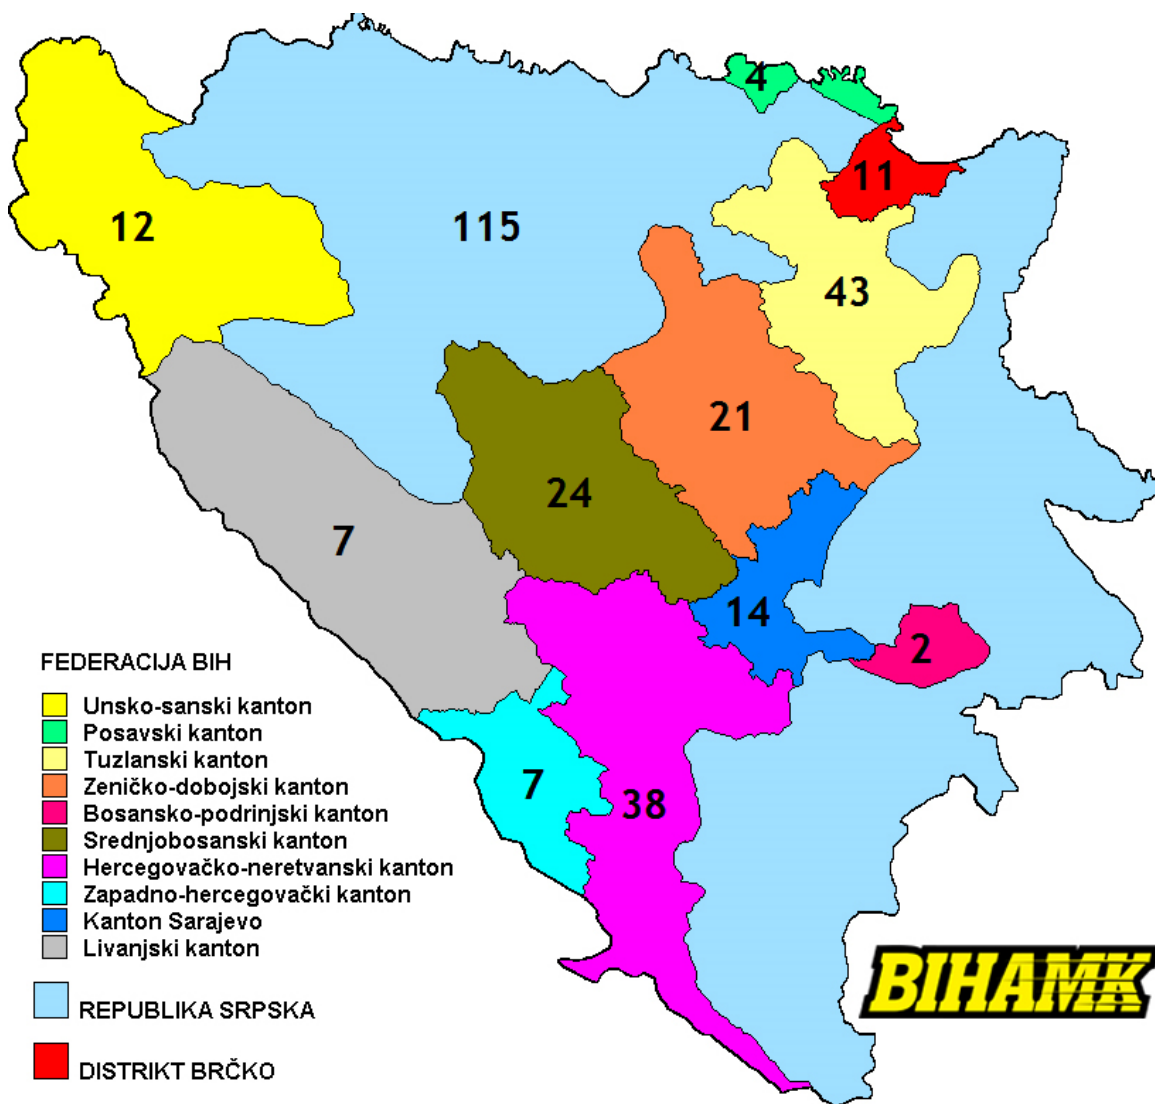 4
11
12
115
43
21
24
7
14
2
7
38
FEDERACIJA BIH
Unsko-sanski kanton
Posavski kanton
Tuzlanski kanton
Zeničko-dobojski kanton
Bosansko-podrinjski kanton
Srednjobosanski kanton
Hercegovačko-neretvanski kanton
Zapadno-hercegovački kanton
Kanton Sarajevo
Livanjski kanton
REPUBLIKA SRPSKA
DISTRIKT BRČKO
BIHAMK